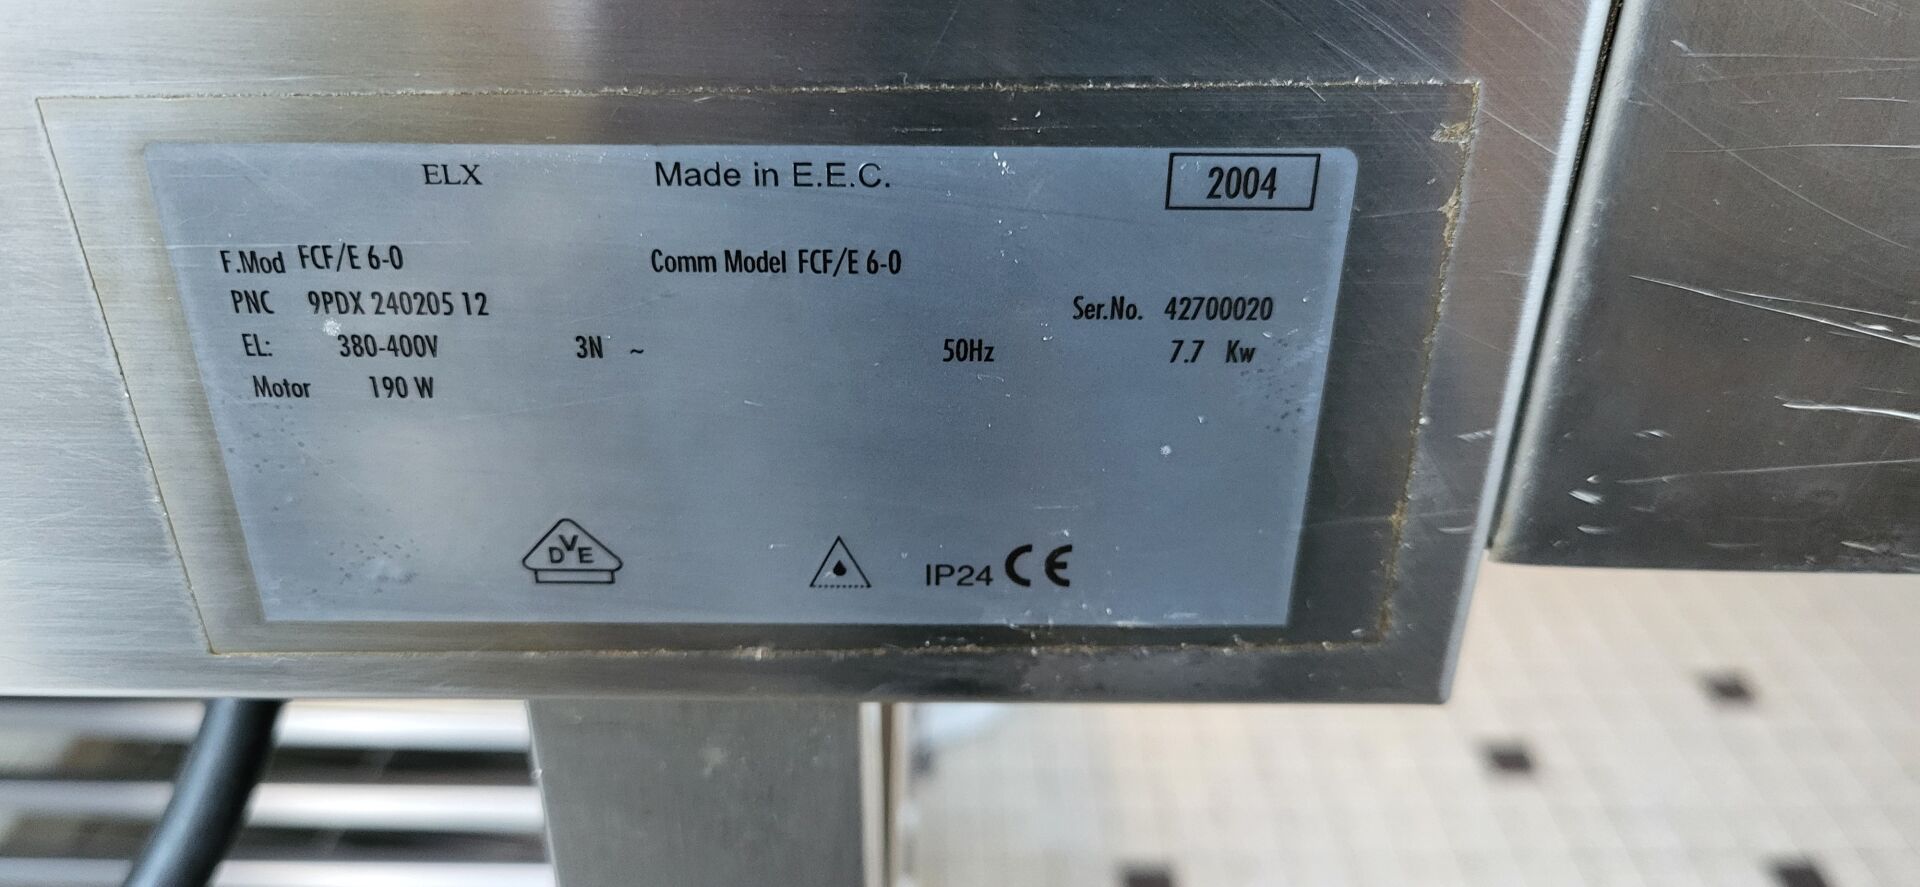 ELX Made in E.E.C. 2004
F.Mod FCF/E 6-0 Comm Model FCF/E 6-0
PNC 9PDX 240205 12 Ser.No. 42700020
EL: 380-400V 3N ~ 50Hz 7.7 Kw
Motor 190 W
DVE IP24 CE